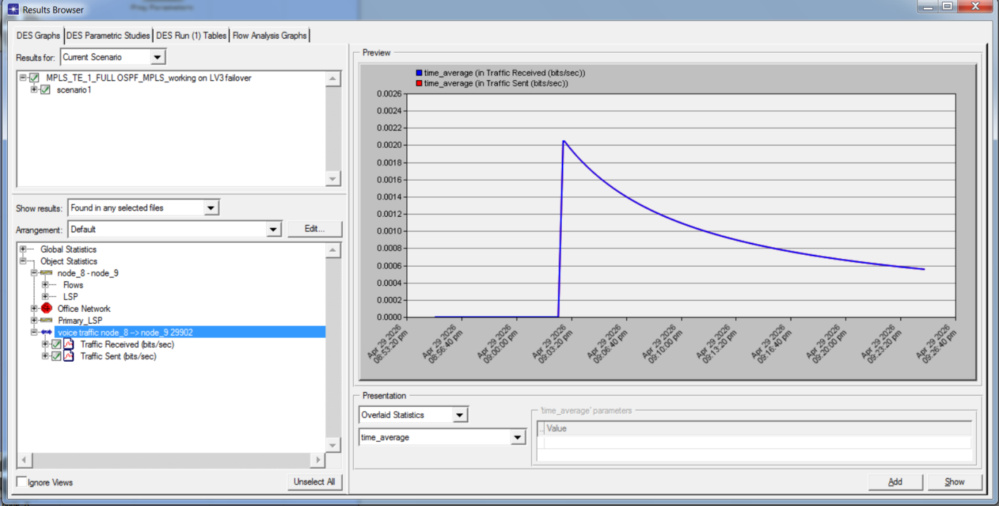 Results Browser
DES Graphs DES Parametric Studies DES Run (1) Tables Flow Analysis Graphs
Results for: Current Scenario
MPLS_TE_1_FULL OSPF_MPLS_working on LV3 failover
scenario1
Show results: Found in any selected files
Arrangement: Default Edit...
Global Statistics
Object Statistics
node_8 - node_9
Flows
LSP
Office Network
Primary_LSP
voice traffic node_8 --> node_9 29902
Traffic Received (bits/sec)
Traffic Sent (bits/sec)
Ignore Views Unselect All
Preview
time_average (in Traffic Received (bits/sec))
time_average (in Traffic Sent (bits/sec))
0.0026
0.0024
0.0022
0.0020
0.0018
0.0016
0.0014
0.0012
0.0010
0.0008
0.0006
0.0004
0.0002
0.0000
Apr 29 2026
08:53:20 pm
Apr 29 2026
08:56:40 pm
Apr 29 2026
09:00:00 pm
Apr 29 2026
09:03:20 pm
Apr 29 2026
09:06:40 pm
Apr 29 2026
09:10:00 pm
Apr 29 2026
09:13:20 pm
Apr 29 2026
09:16:40 pm
Apr 29 2026
09:20:00 pm
Apr 29 2026
09:23:20 pm
Apr 29 2026
09:26:40 pm
Presentation
Overlaid Statistics
time_average
'time_average' parameters
... Value
Add Show